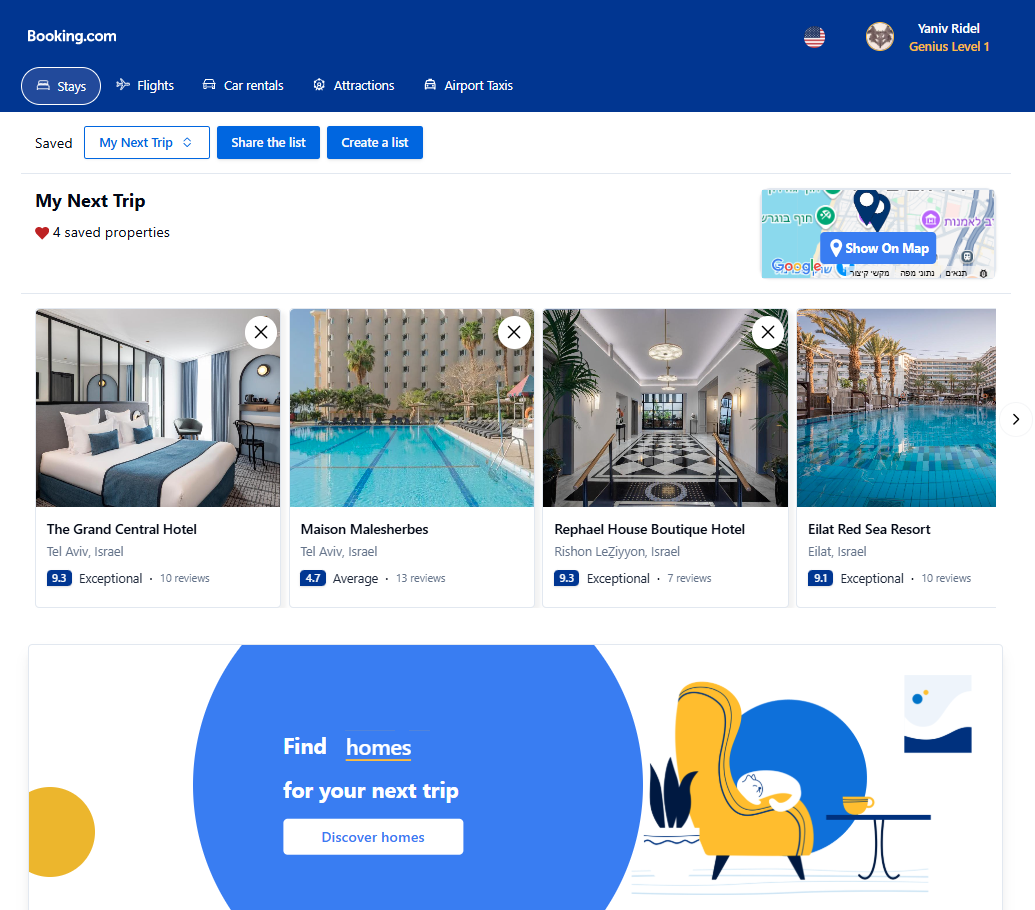 Booking.com
Yaniv Ridel
Genius Level 1
Stays
Flights
Car rentals
Attractions
Airport Taxis
Saved
My Next Trip
Share the list
Create a list
My Next Trip
4 saved properties
חוף בוגרש
לאמנות
Show On Map
Google
מקשי קיצור
נתוני מפה
תנאים
The Grand Central Hotel
Tel Aviv, Israel
9.3 Exceptional · 10 reviews
Maison Malesherbes
Tel Aviv, Israel
4.7 Average · 13 reviews
Rephael House Boutique Hotel
Rishon LeẔiyyon, Israel
9.3 Exceptional · 7 reviews
Eilat Red Sea Resort
Eilat, Israel
9.1 Exceptional · 10 reviews
Find homes
for your next trip
Discover homes